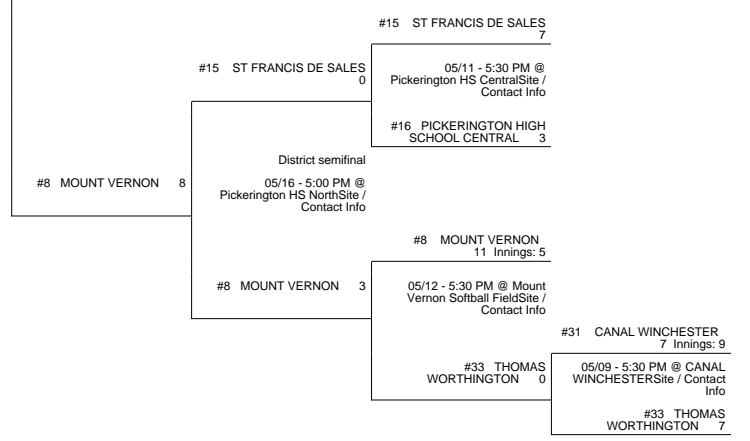 #15 ST FRANCIS DE SALES
7
#15 ST FRANCIS DE SALES
0
05/11 - 5:30 PM @
Pickerington HS CentralSite /
Contact Info
#16 PICKERINGTON HIGH
SCHOOL CENTRAL 3
District semifinal
#8 MOUNT VERNON 8
05/16 - 5:00 PM @
Pickerington HS NorthSite /
Contact Info
#8 MOUNT VERNON
11 Innings: 5
#8 MOUNT VERNON 3
05/12 - 5:30 PM @ Mount
Vernon Softball FieldSite /
Contact Info
#31 CANAL WINCHESTER
7 Innings: 9
#33 THOMAS
WORTHINGTON 0
05/09 - 5:30 PM @ CANAL
WINCHESTERSite / Contact
Info
#33 THOMAS
WORTHINGTON 7